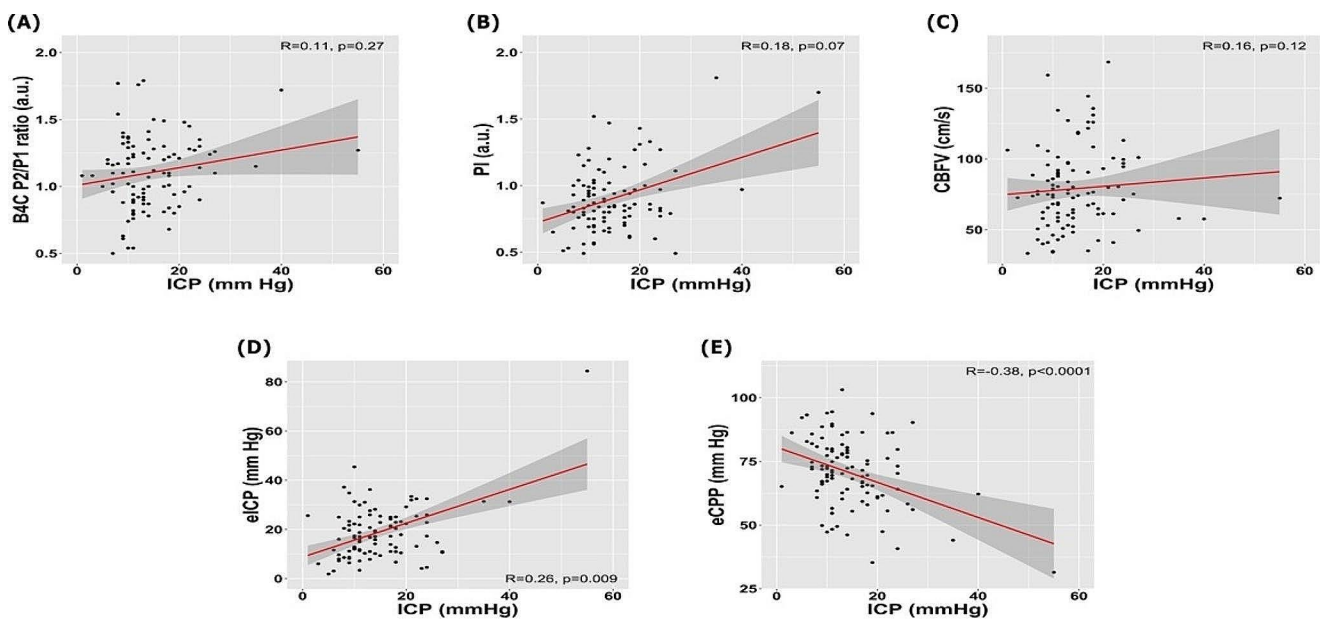 (A)
R=0.11, p=0.27
2.0
1.5
1.0
0.5
B4C P2/P1 ratio (a.u.)
0 20 40 60
ICP (mm Hg)
(B)
R=0.18, p=0.07
2.0
1.5
1.0
0.5
PI (a.u.)
0 20 40 60
ICP (mmHg)
(C)
R=0.16, p=0.12
150
100
50
CBFV (cm/s)
0 20 40 60
ICP (mmHg)
(D)
80
60
40
20
0
eICP (mm Hg)
R=0.26, p=0.009
0 20 40 60
ICP (mmHg)
(E)
R=-0.38, p<0.0001
100
75
50
25
eCPP (mm Hg)
0 20 40 60
ICP (mmHg)